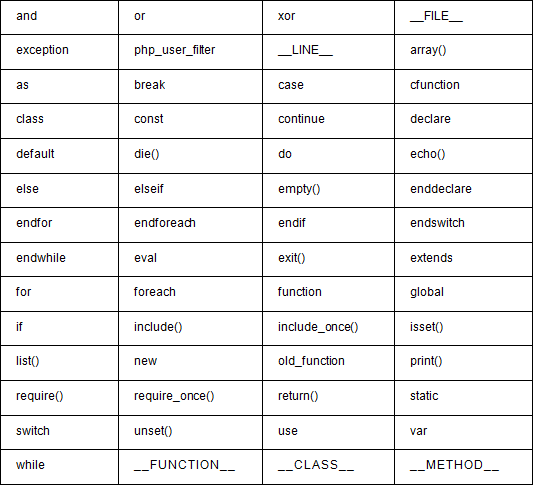 and or xor __FILE__
exception php_user_filter __LINE__ array()
as break case cfunction
class const continue declare
default die() do echo()
else elseif empty() enddeclare
endfor endforeach endif endswitch
endwhile eval exit() extends
for foreach function global
if include() include_once() isset()
list() new old_function print()
require() require_once() return() static
switch unset() use var
while __FUNCTION__ __CLASS__ __METHOD__